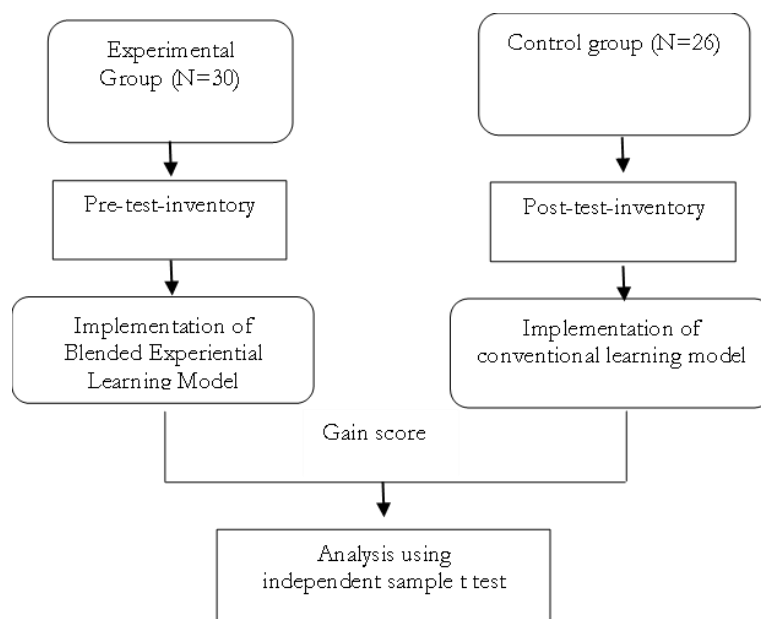 Experimental
Group (N=30)
Control group (N=26)
Pre-test-inventory
Post-test-inventory
Implementation of
Blended Experiential
Learning Model
Implementation of
conventional learning model
Gain score
Analysis using
independent sample t test